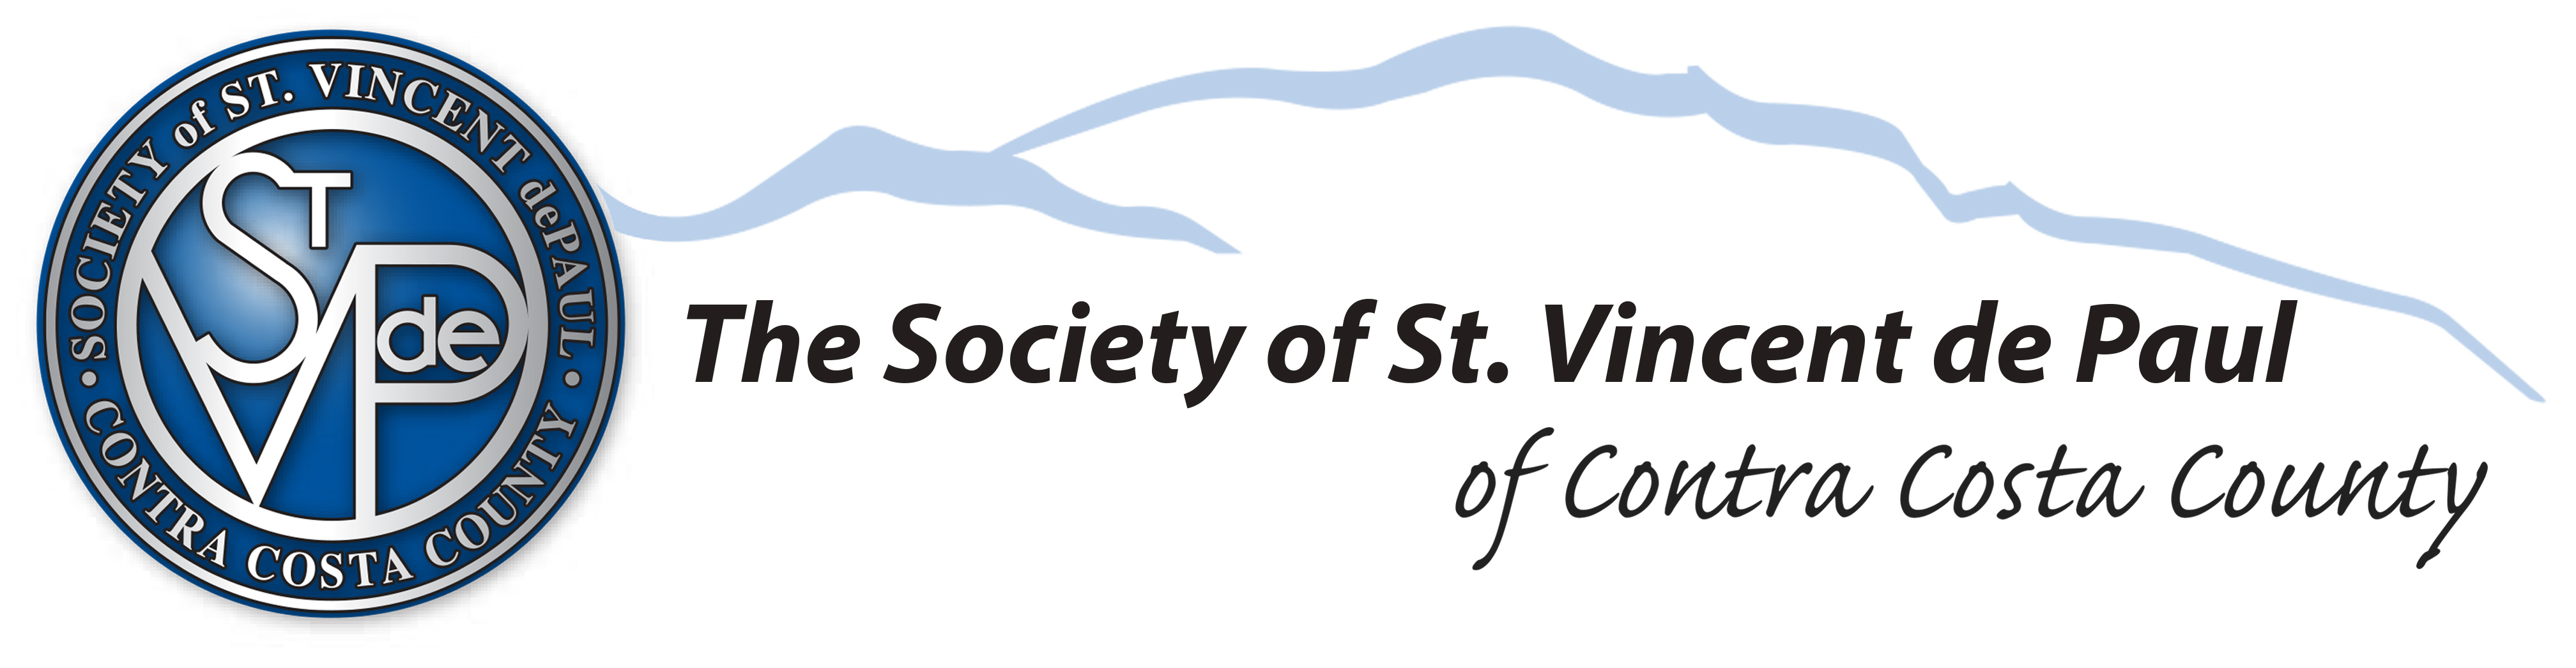 SOCIETY of ST. VINCENT dePAUL
ST
V
P
de
• CONTRA COSTA COUNTY •
The Society of St. Vincent de Paul
of Contra Costa County